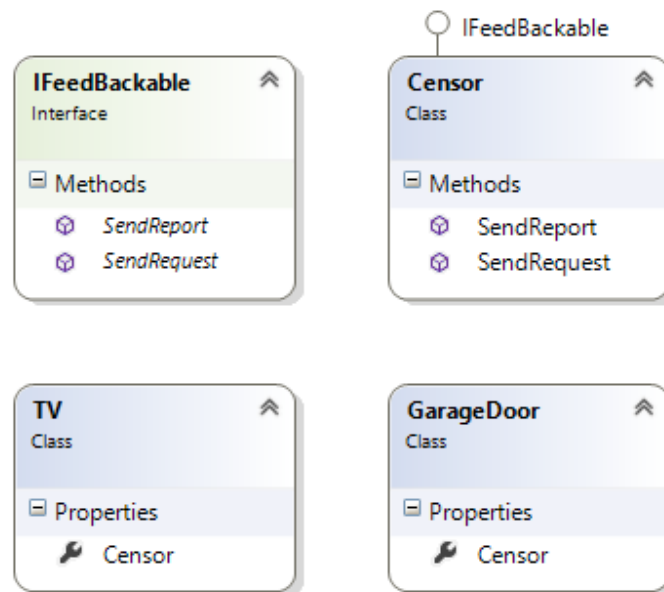 IFeedBackable
IFeedBackable
Interface
Methods
SendReport
SendRequest
Censor
Class
Methods
SendReport
SendRequest
TV
Class
Properties
Censor
GarageDoor
Class
Properties
Censor